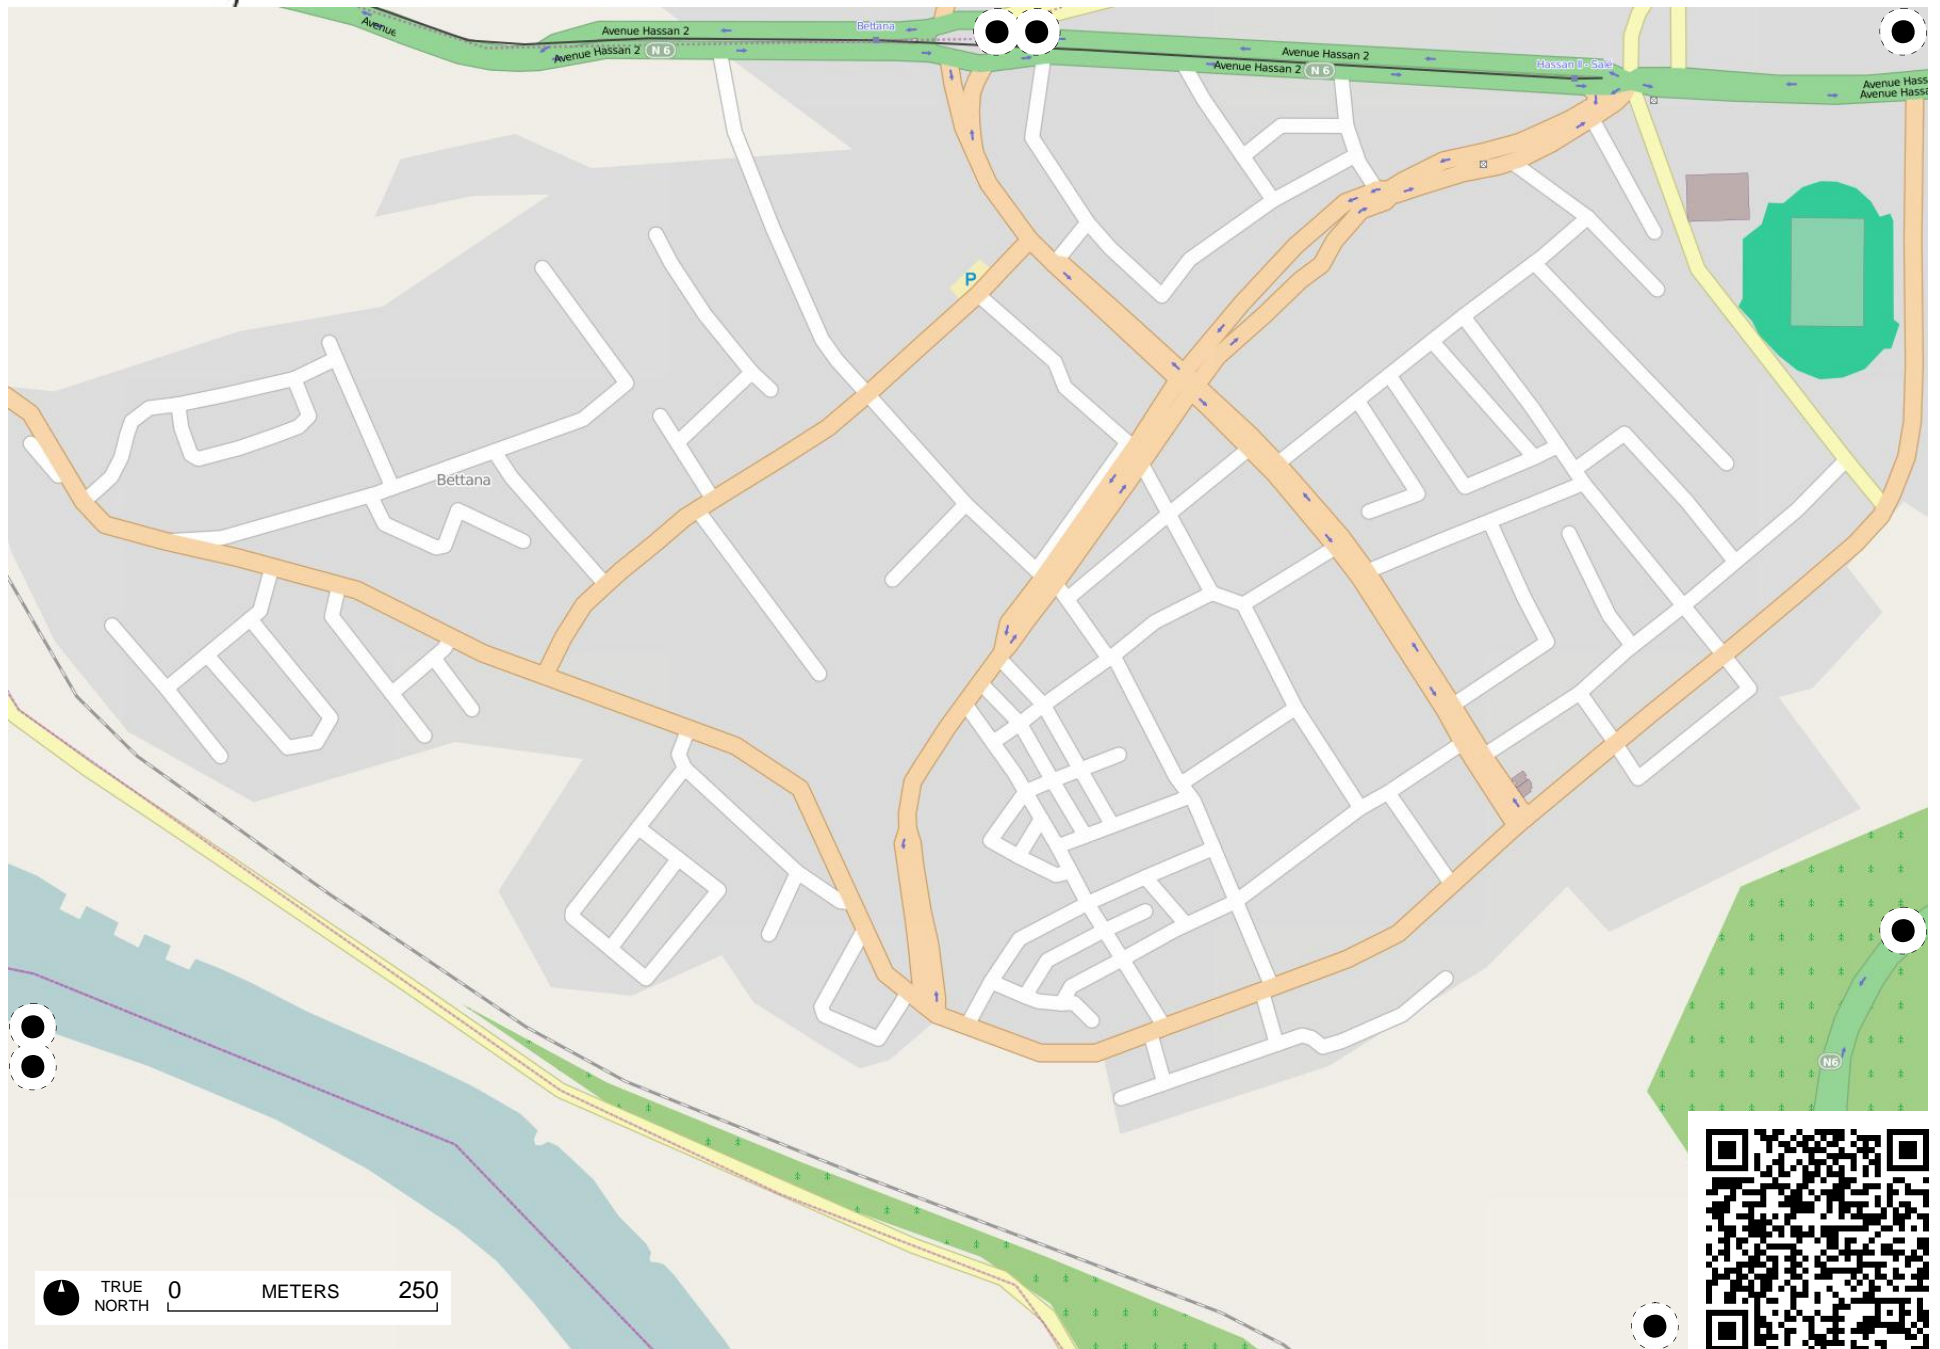 Avenue
Avenue Hassan 2
Avenue Hassan 2 N 6
Bettana
Avenue Hassan 2
Avenue Hassan 2 N 6
Hassan II - Salé
Avenue Hass
Avenue Hassa
P
Bettana
N6
TRUE
NORTH
0 METERS 250